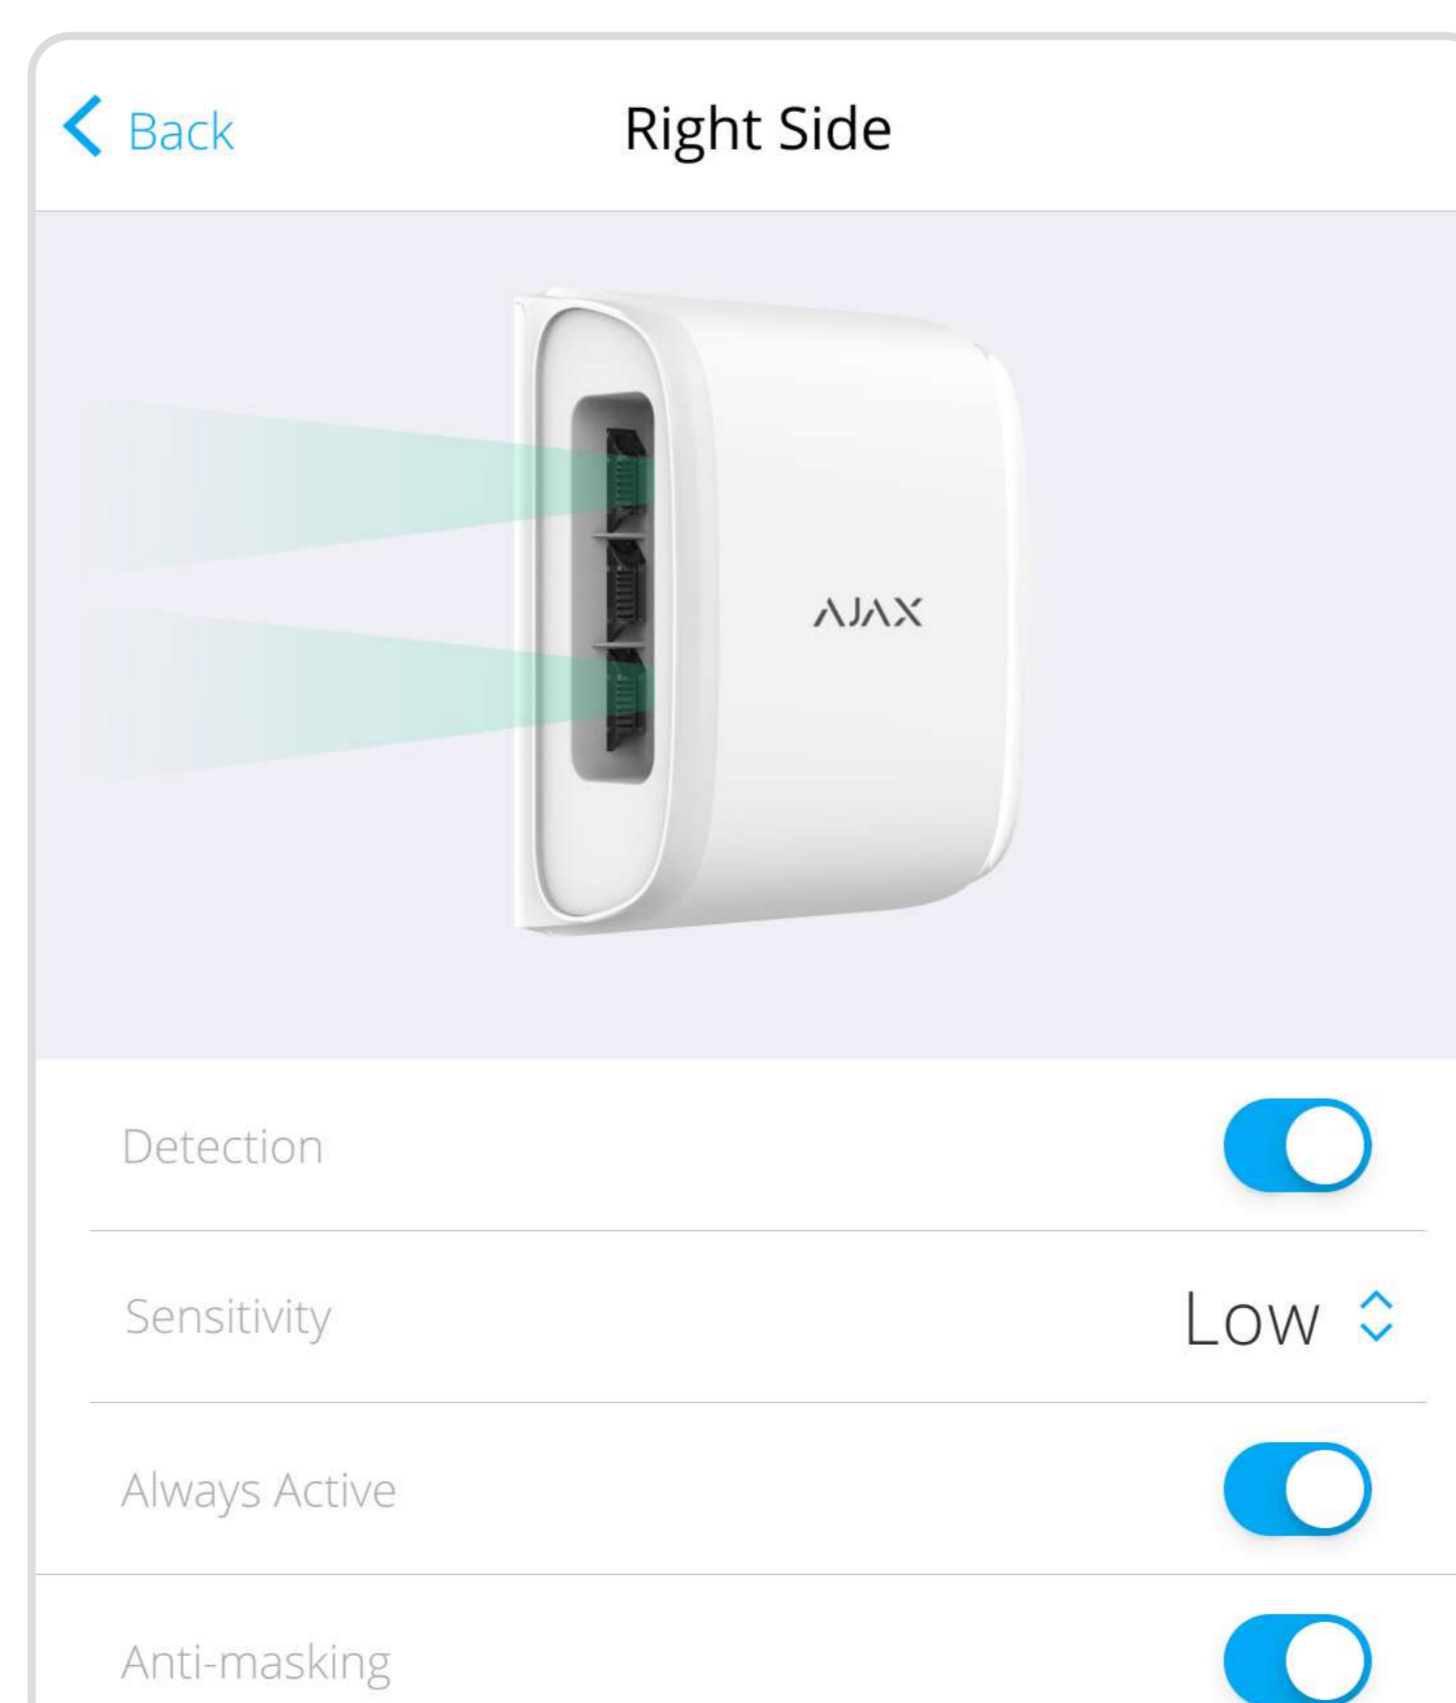 Back
Right Side
AJAX
Detection
Sensitivity
Low
Always Active
Anti-masking